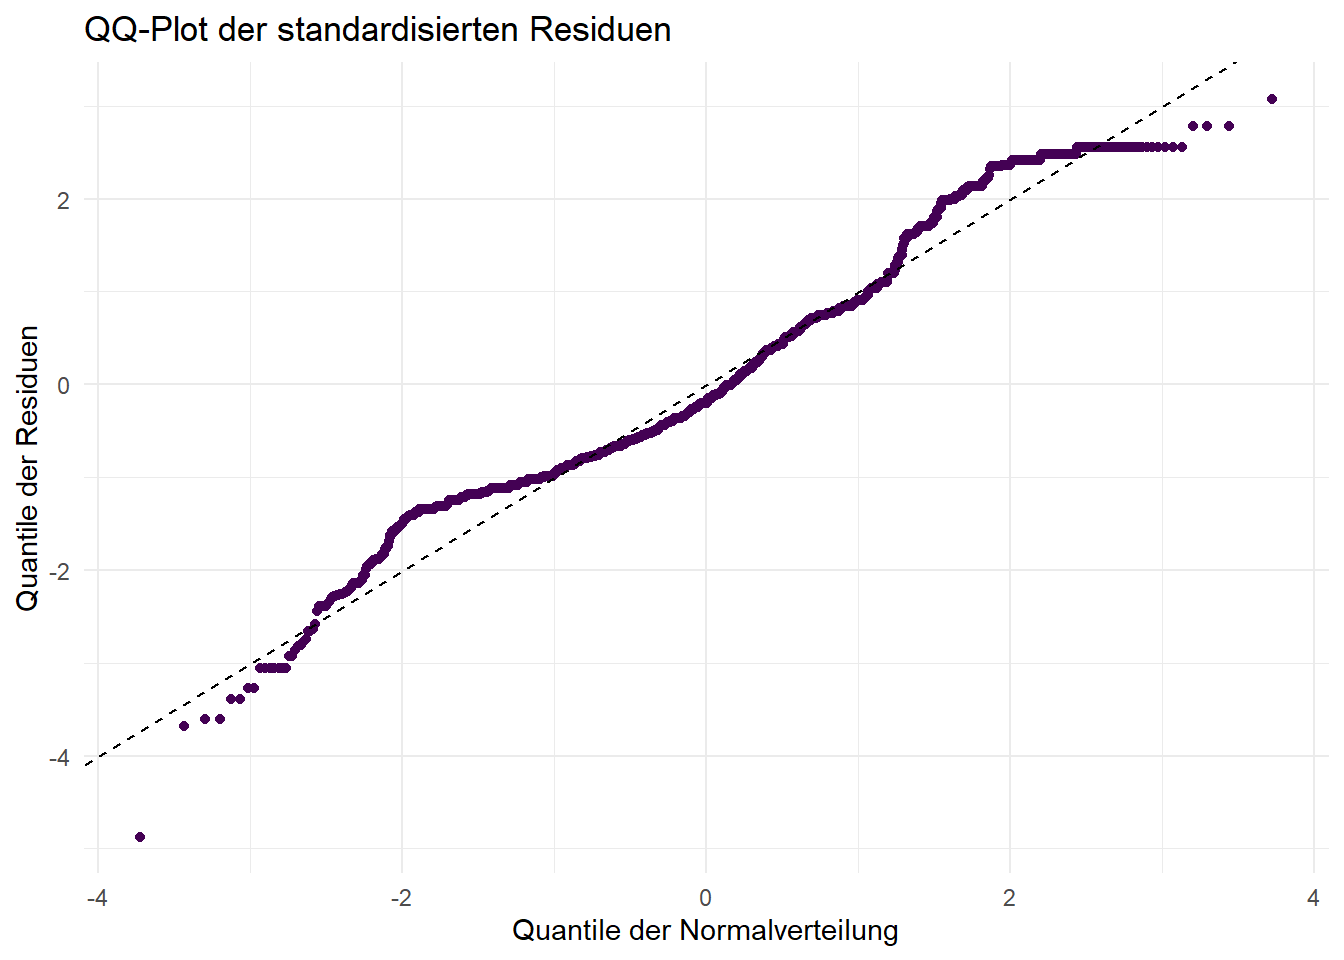 QQ-Plot der standardisierten Residuen
Quantile der Residuen
2
0
-2
-4
-4 -2 0 2 4
Quantile der Normalverteilung